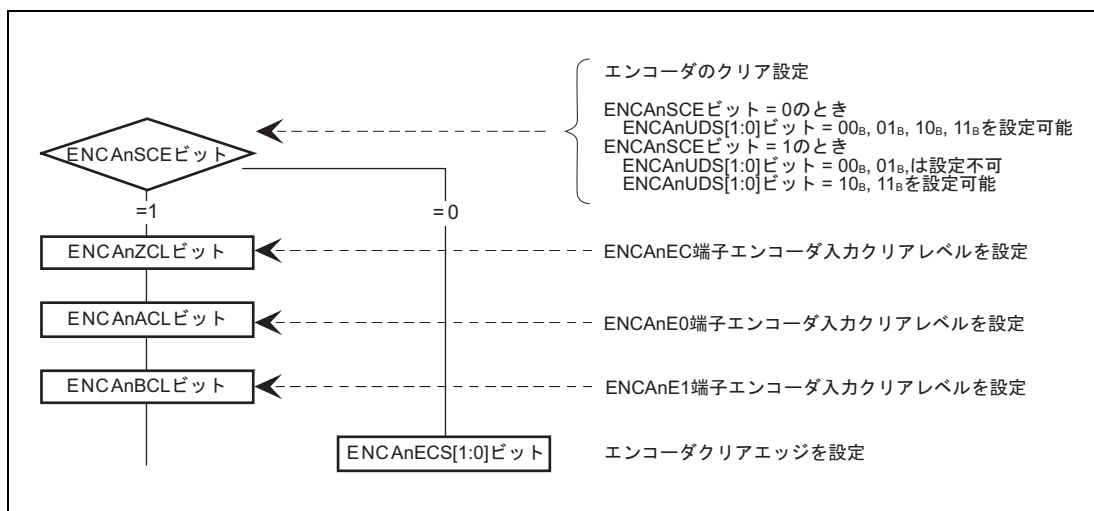 エンコーダのクリア設定
ENCAnSCEビット = 0のとき
ENCAnUDS[1:0]ビット = 00B, 01B, 10B, 11Bを設定可能
ENCAnSCEビット = 1のとき
ENCAnUDS[1:0]ビット = 00B, 01B,は設定不可
ENCAnUDS[1:0]ビット = 10B, 11Bを設定可能
ENCAnSCEビット
=1
=0
ENCAnZCLビット
ENCAnEC端子エンコーダ入力クリアレベルを設定
ENCAnACLビット
ENCAnE0端子エンコーダ入力クリアレベルを設定
ENCAnBCLビット
ENCAnE1端子エンコーダ入力クリアレベルを設定
ENCAnECS[1:0]ビット
エンコーダクリアエッジを設定